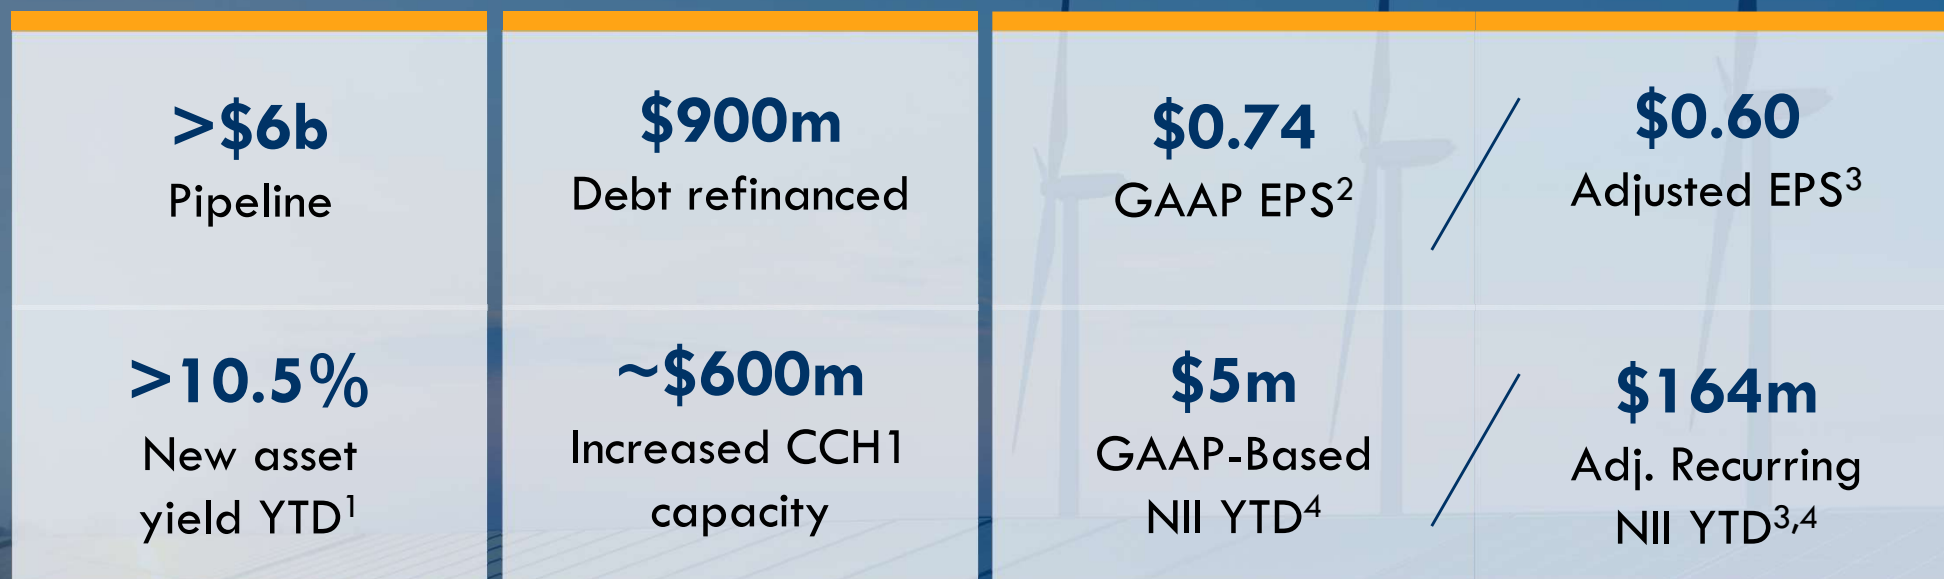 >$6b
Pipeline
>10.5%
New asset
yield YTD¹
$900m
Debt refinanced
~$600m
Increased CCH1
capacity
$0.74
GAAP EPS²
$0.60
Adjusted EPS³
$5m
GAAP-Based
NII YTD⁴
$164m
Adj. Recurring
NII YTD³,⁴